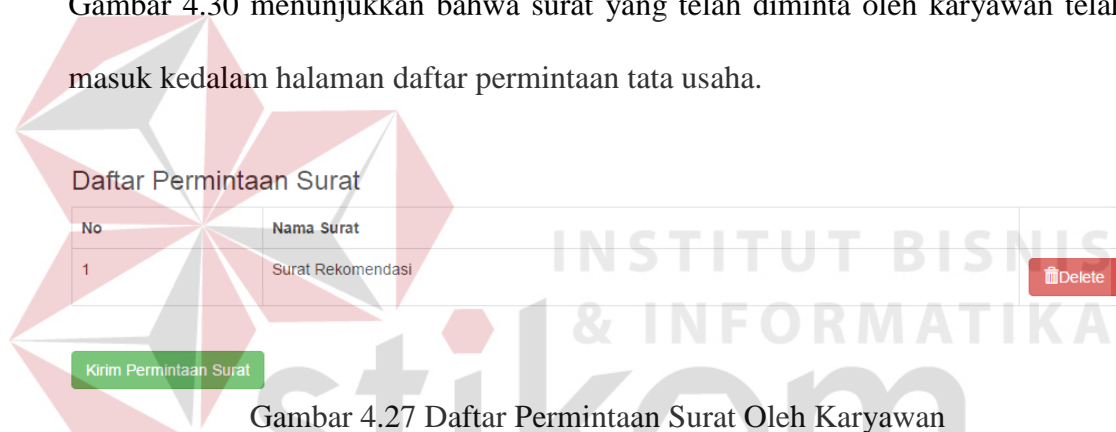 Gambar 4.30 menunjukkan bahwa surat yang telah diminta oleh karyawan telah
masuk kedalam halaman daftar permintaan tata usaha.
Daftar Permintaan Surat
No Nama Surat
INSTITUT BISNIS
1 Surat Rekomendasi Delete
& INFORMATIKA
Kirim Permintaan Surat
stikom
Gambar 4.27 Daftar Permintaan Surat Oleh Karyawan